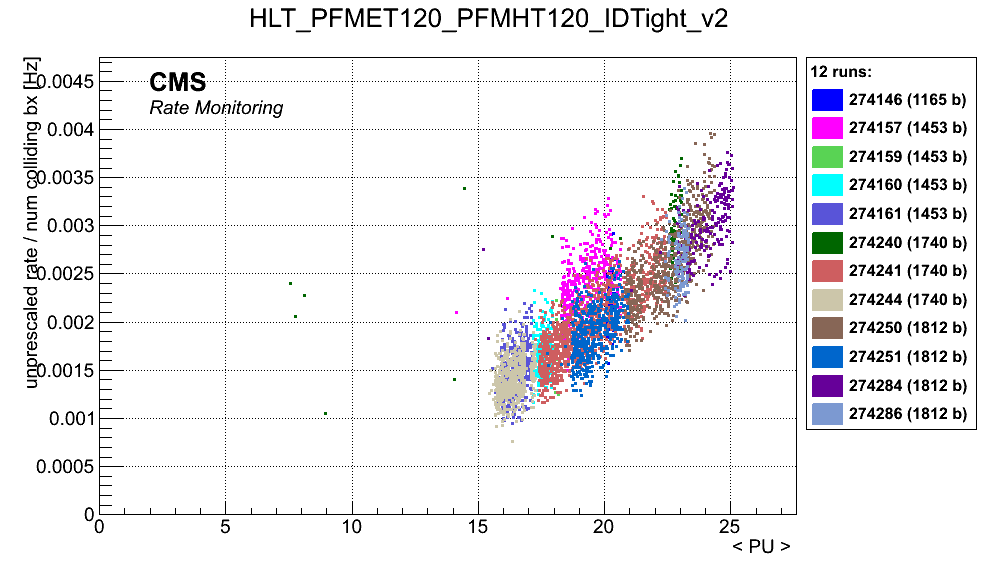 HLT_PFMET120_PFMHT120_IDTight_v2
unprescaled rate / num colliding bx [Hz]
CMS
Rate Monitoring
0.0045
0.004
0.0035
0.003
0.0025
0.002
0.0015
0.001
0.0005
0
0 5 10 15 20 25
< PU >
12 runs:
274146 (1165 b)
274157 (1453 b)
274159 (1453 b)
274160 (1453 b)
274161 (1453 b)
274240 (1740 b)
274241 (1740 b)
274244 (1740 b)
274250 (1812 b)
274251 (1812 b)
274284 (1812 b)
274286 (1812 b)